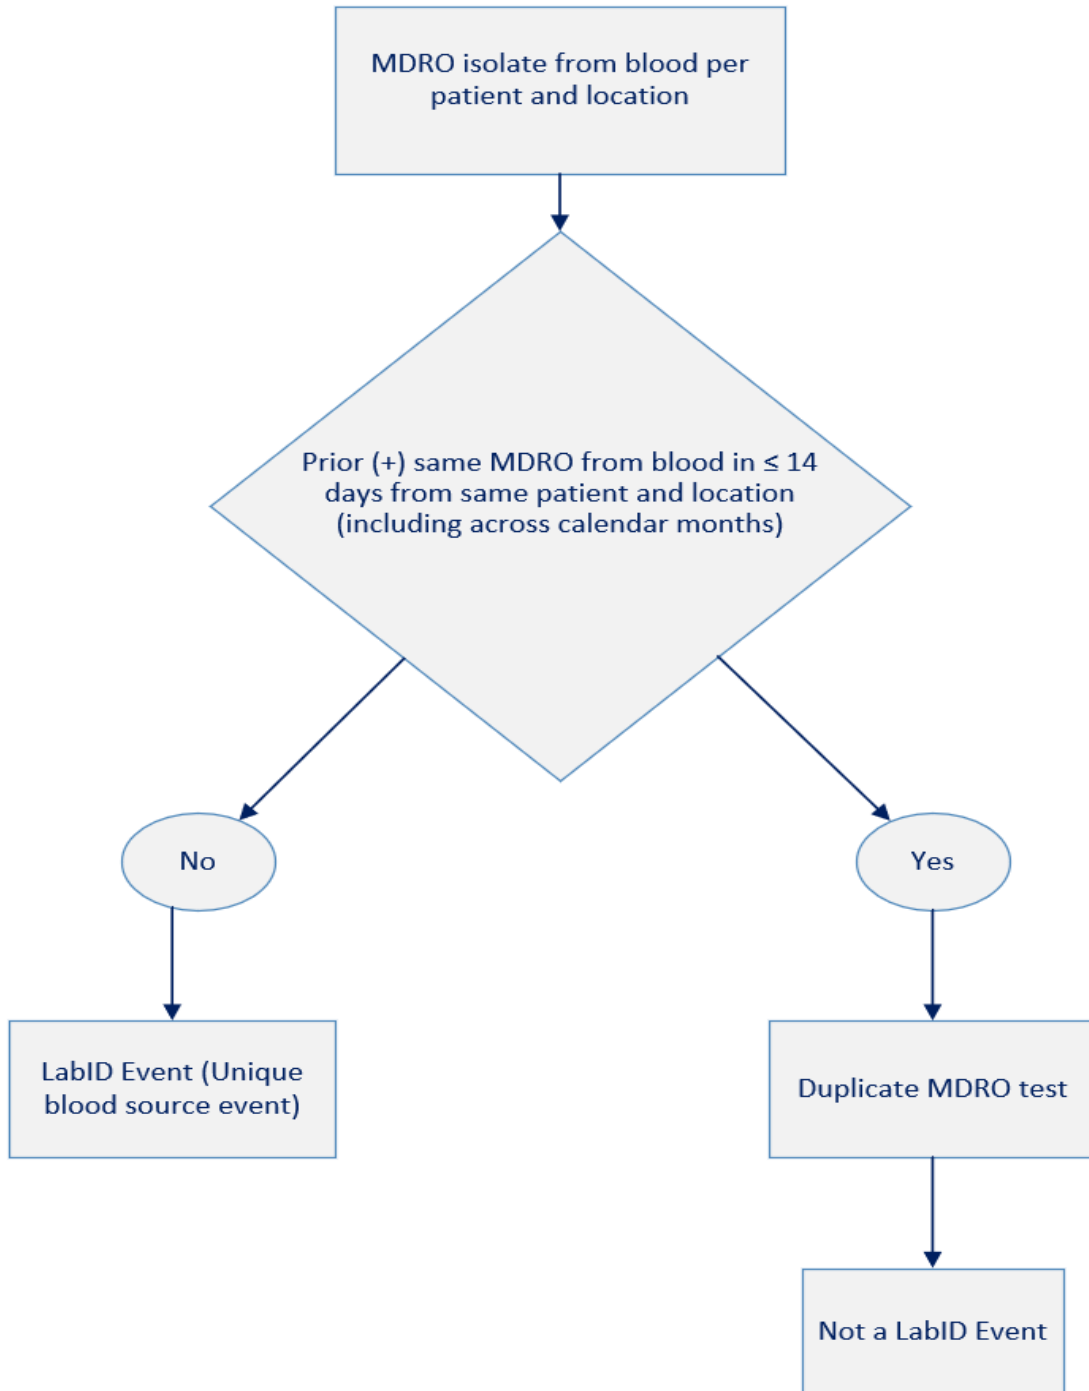 MDRO isolate from blood per
patient and location
Prior (+) same MDRO from blood in ≤ 14
days from same patient and location
(including across calendar months)
No
Yes
LabID Event (Unique
blood source event)
Duplicate MDRO test
Not a LabID Event